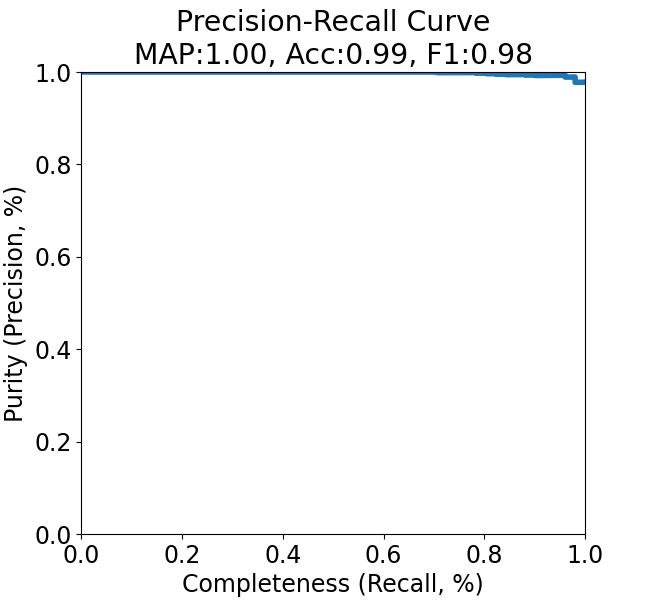 Precision-Recall Curve
MAP:1.00, Acc:0.99, F1:0.98
1.0
0.8
0.6
0.4
0.2
0.0
Purity (Precision, %)
0.0 0.2 0.4 0.6 0.8 1.0
Completeness (Recall, %)